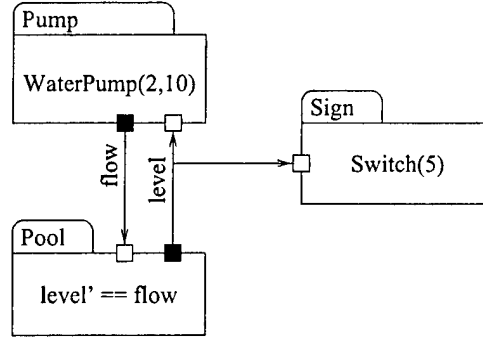 Pump
WaterPump(2,10)
flow
level
Sign
Switch(5)
Pool
level' == flow